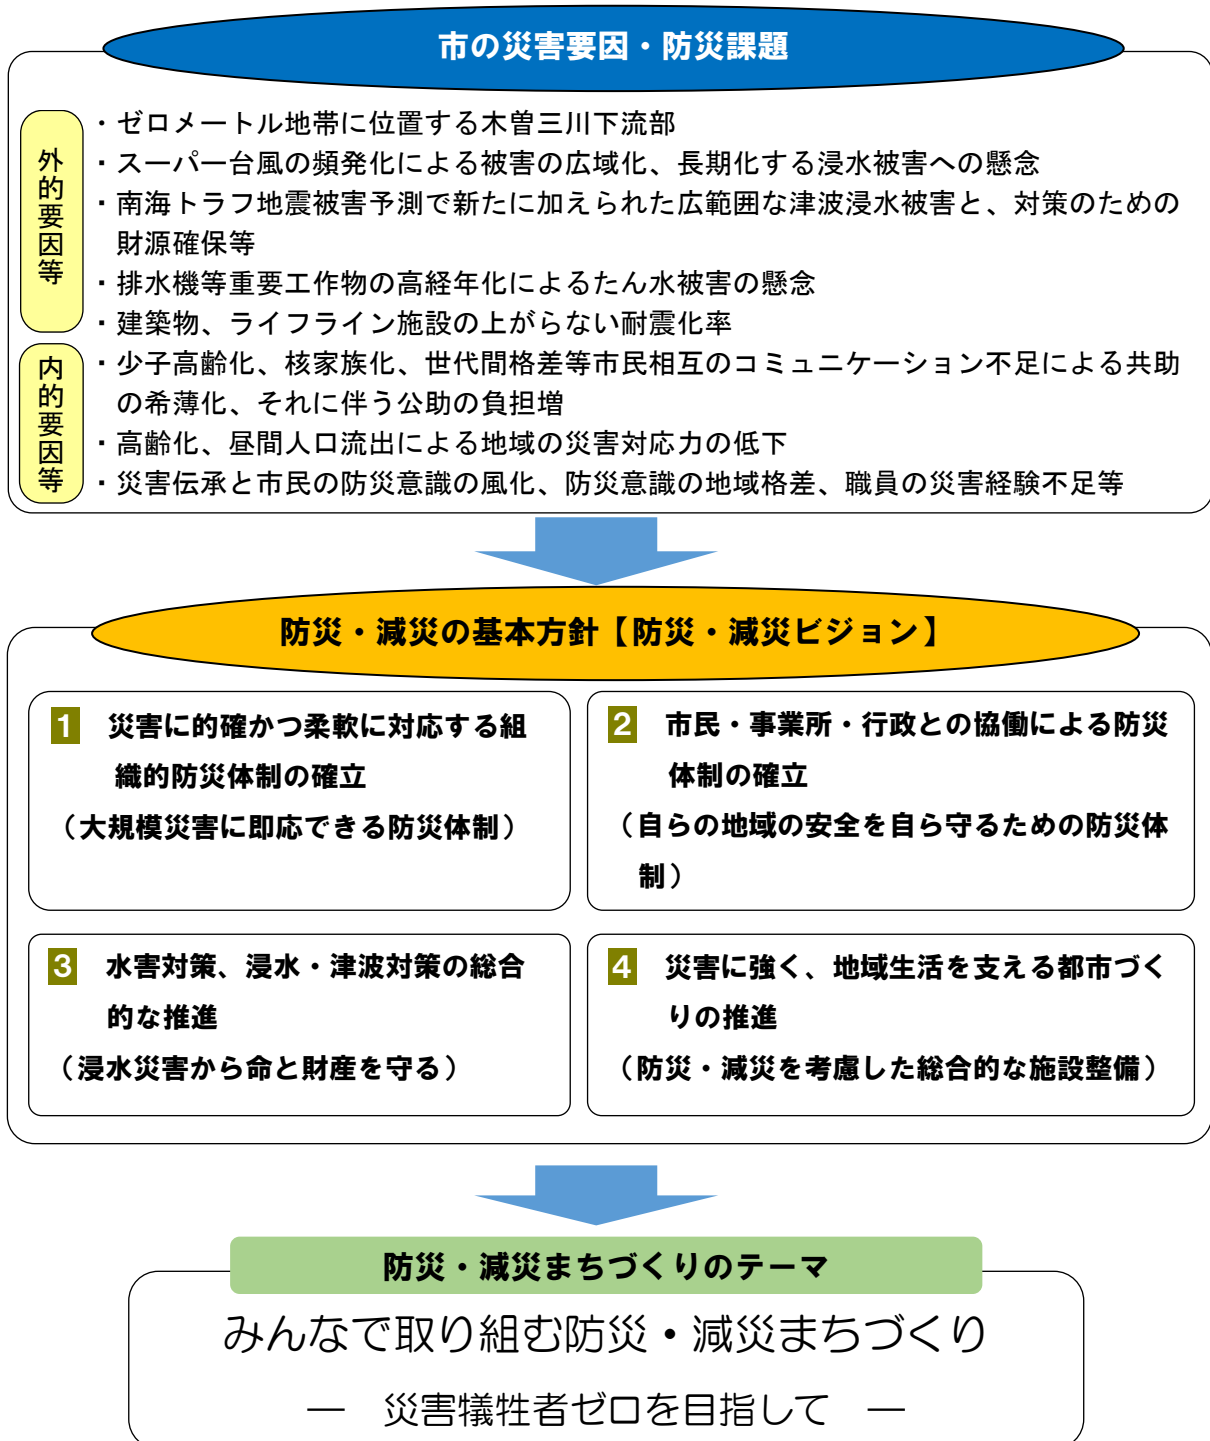 市の災害要因・防災課題
外的要因等
・ゼロメートル地帯に位置する木曽三川下流部
・スーパー台風の頻発化による被害の広域化、長期化する浸水被害への懸念
・南海トラフ地震被害予測で新たに加えられた広範囲な津波浸水被害と、対策のための
財源確保等
・排水機等重要工作物の高経年化によるたん水被害の懸念
・建築物、ライフライン施設の上がらない耐震化率
内的要因等
・少子高齢化、核家族化、世代間格差等市民相互のコミュニケーション不足による共助
の希薄化、それに伴う公助の負担増
・高齢化、昼間人口流出による地域の災害対応力の低下
・災害伝承と市民の防災意識の風化、防災意識の地域格差、職員の災害経験不足等
防災・減災の基本方針【防災・減災ビジョン】
1 災害に的確かつ柔軟に対応する組
織的防災体制の確立
（大規模災害に即応できる防災体制）
2 市民・事業所・行政との協働による防災
体制の確立
（自らの地域の安全を自ら守るための防災体
制）
3 水害対策、浸水・津波対策の総合
的な推進
（浸水災害から命と財産を守る）
4 災害に強く、地域生活を支える都市づく
りの推進
（防災・減災を考慮した総合的な施設整備）
防災・減災まちづくりのテーマ
みんなで取り組む防災・減災まちづくり
― 災害犠牲者ゼロを目指して ―